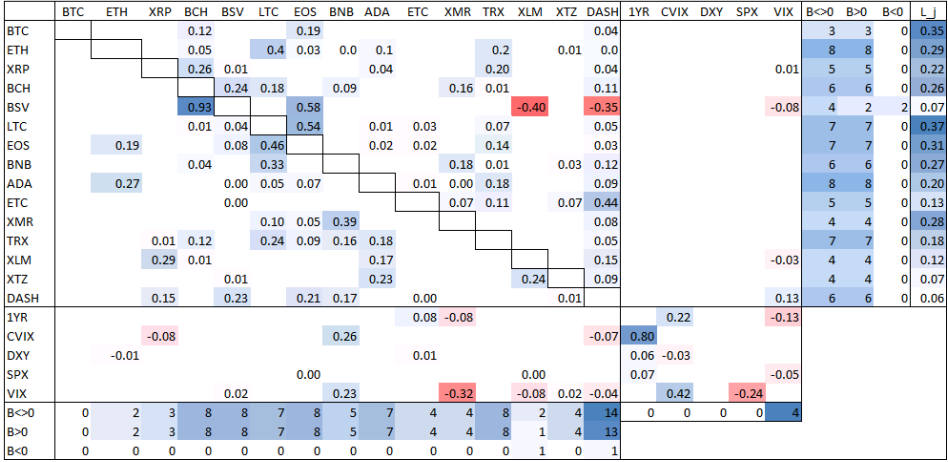 BTC ETH XRP BCH BSV LTC EOS BNB ADA ETC XMR TRX XLM XTZ DASH 1YR CVIX DXY SPX VIX B<>0 B>0 B<0 L_j
BTC 0.12 0.19 0.04 3 3 0 0.35
ETH 0.05 0.4 0.03 0.0 0.1 0.2 0.01 0.0 8 8 0 0.29
XRP 0.26 0.01 0.04 0.20 0.04 0.01 5 5 0 0.22
BCH 0.24 0.18 0.09 0.16 0.01 0.11 6 6 0 0.26
BSV 0.93 0.58 -0.40 -0.35 -0.08 4 2 2 0.07
LTC 0.01 0.04 0.54 0.01 0.03 0.07 0.05 7 7 0 0.37
EOS 0.19 0.08 0.46 0.02 0.02 0.14 0.03 7 7 0 0.31
BNB 0.04 0.33 0.18 0.01 0.03 0.12 6 6 0 0.27
ADA 0.27 0.00 0.05 0.07 0.01 0.00 0.18 0.09 8 8 0 0.20
ETC 0.00 0.07 0.11 0.07 0.44 5 5 0 0.13
XMR 0.10 0.05 0.39 0.08 4 4 0 0.28
TRX 0.01 0.12 0.24 0.09 0.16 0.18 0.05 7 7 0 0.18
XLM 0.29 0.01 0.17 0.15 -0.03 4 4 0 0.12
XTZ 0.01 0.23 0.24 0.09 4 4 0 0.07
DASH 0.15 0.23 0.21 0.17 0.00 0.01 0.13 6 6 0 0.06
1YR 0.08 -0.08 0.22 -0.13
CVIX -0.08 0.26 -0.07 0.80
DXY -0.01 0.01 0.06 -0.03
SPX 0.00 0.00 0.07 -0.05
VIX 0.02 0.23 -0.32 -0.08 0.02 -0.04 0.42 -0.24
B<>0 0 2 3 8 8 7 8 5 7 4 4 8 2 4 14 0 0 0 0 4
B>0 0 2 3 8 8 7 8 5 7 4 4 8 1 4 13
B<0 0 0 0 0 0 0 0 0 0 0 0 0 1 0 1